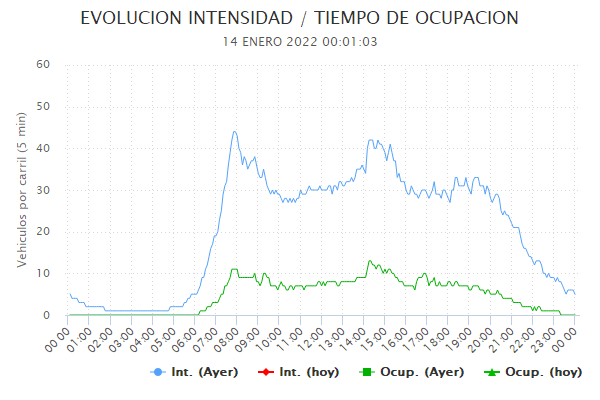 EVOLUCION INTENSIDAD / TIEMPO DE OCUPACION
14 ENERO 2022 00:01:03
Vehiculos por carril (5 min)
60
50
40
30
20
10
0
00:00 01:00 02:00 03:00 04:00 05:00 06:00 07:00 08:00 09:00 10:00 11:00 12:00 13:00 14:00 15:00 16:00 17:00 18:00 19:00 20:00 21:00 22:00 23:00 00:00
Int. (Ayer) Int. (hoy) Ocup. (Ayer) Ocup. (hoy)